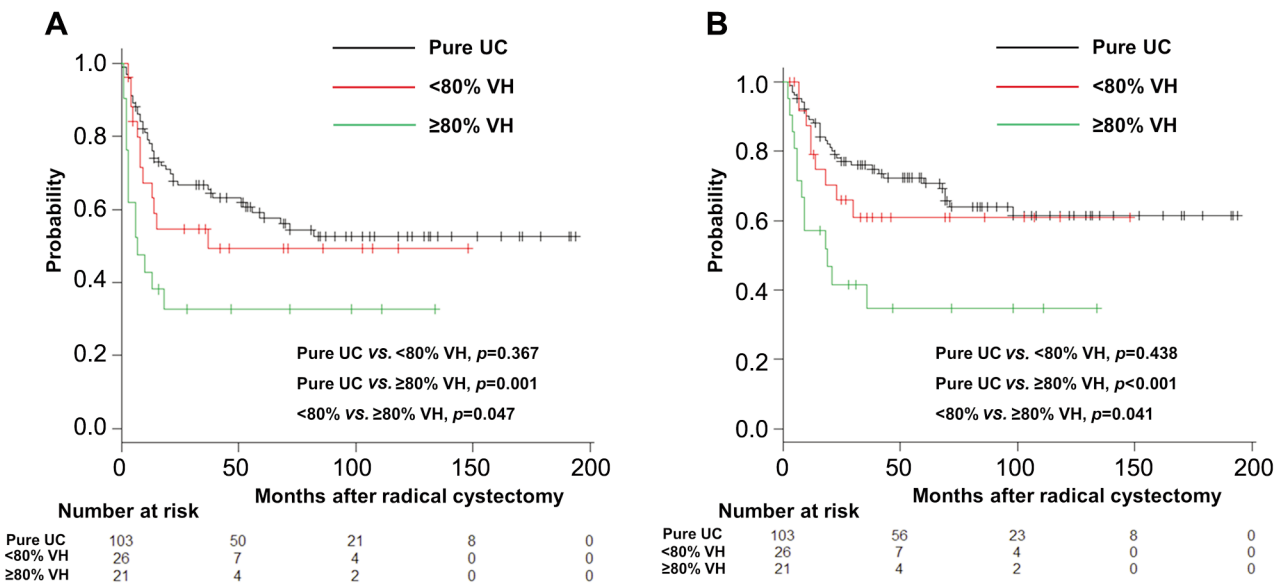 A
Pure UC
<80% VH
≥80% VH
1.0
0.8
0.6
0.4
0.2
0.0
Probability
Pure UC vs. <80% VH, p=0.367
Pure UC vs. ≥80% VH, p=0.001
<80% vs. ≥80% VH, p=0.047
0 50 100 150 200
Months after radical cystectomy
Number at risk
Pure UC 103 50 21 8 0
<80% VH 26 7 4 0 0
≥80% VH 21 4 2 0 0
B
Pure UC
<80% VH
≥80% VH
1.0
0.8
0.6
0.4
0.2
0.0
Probability
Pure UC vs. <80% VH, p=0.438
Pure UC vs. ≥80% VH, p<0.001
<80% vs. ≥80% VH, p=0.041
0 50 100 150 200
Months after radical cystectomy
Number at risk
Pure UC 103 56 23 8 0
<80% VH 26 7 4 0 0
≥80% VH 21 4 2 0 0